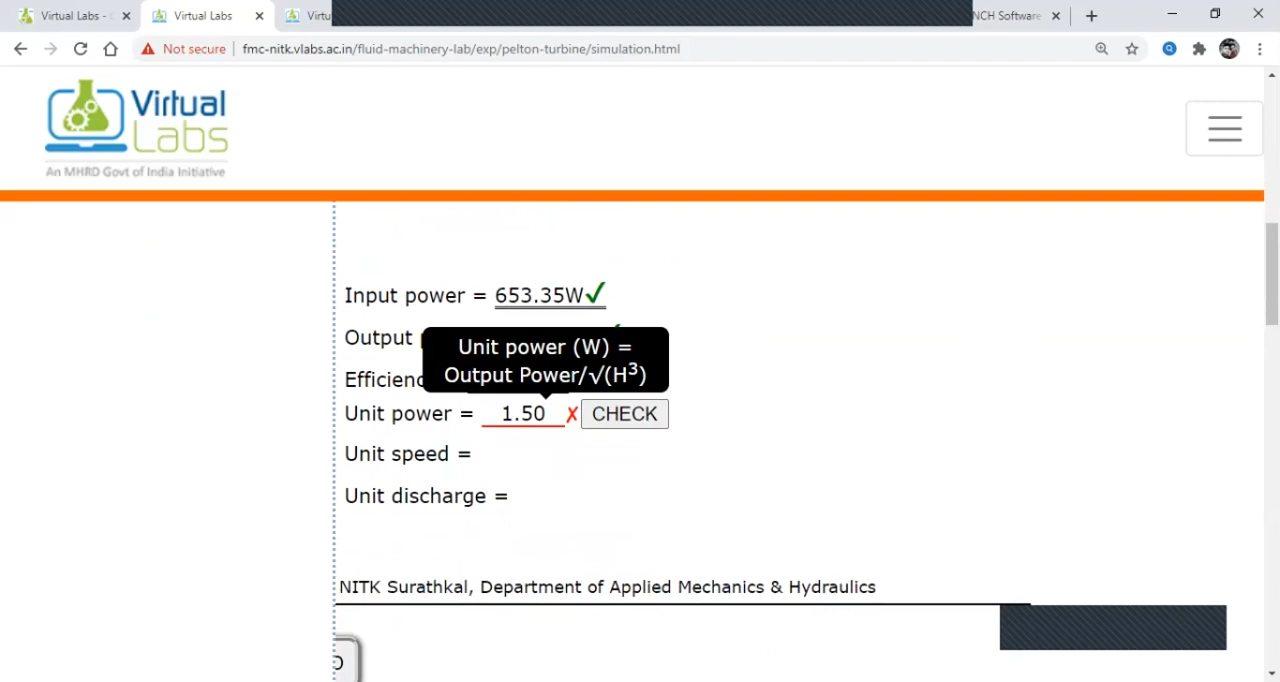 Virtual Labs -
Virtual Labs
Virtu
NCH Software
Not secure
fmc-nitk.vlabs.ac.in/fluid-machinery-lab/exp/pelton-turbine/simulation.html
Virtual
Labs
An MHRD Govt of India Initiative
Input power = 653.35W✓
Output
Unit power (W) =
Output Power/√(H³)
Efficienc
Unit power = 1.50 ✗ CHECK
Unit speed =
Unit discharge =
NITK Surathkal, Department of Applied Mechanics & Hydraulics